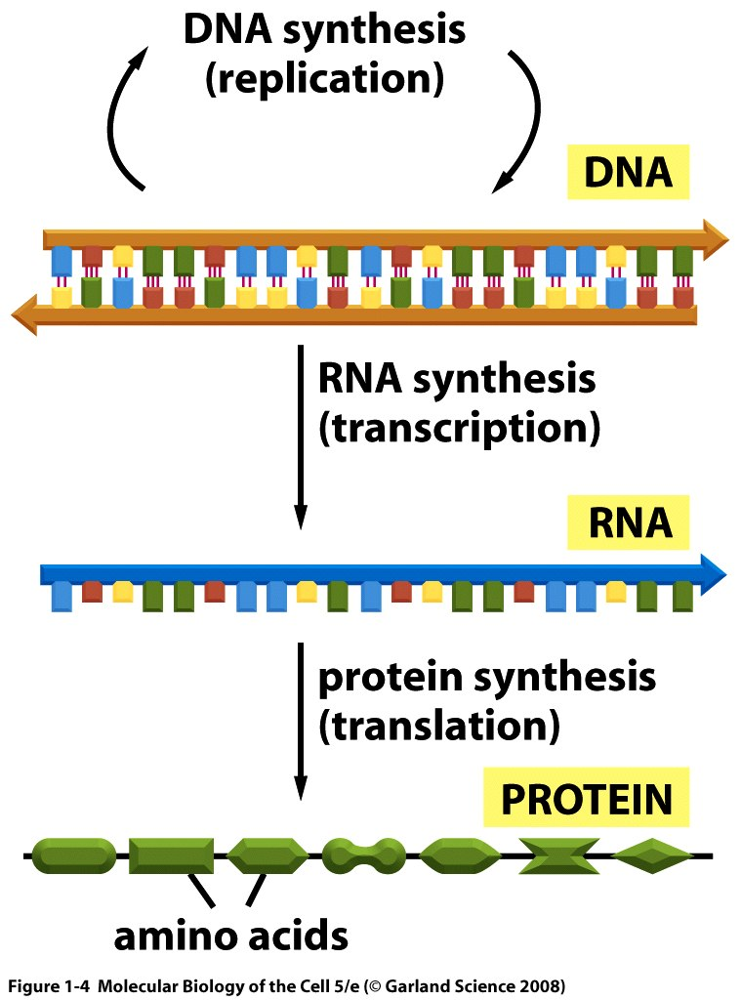 DNA synthesis
(replication)
DNA
RNA synthesis
(transcription)
RNA
protein synthesis
(translation)
PROTEIN
amino acids
Figure 1-4 Molecular Biology of the Cell 5/e (© Garland Science 2008)